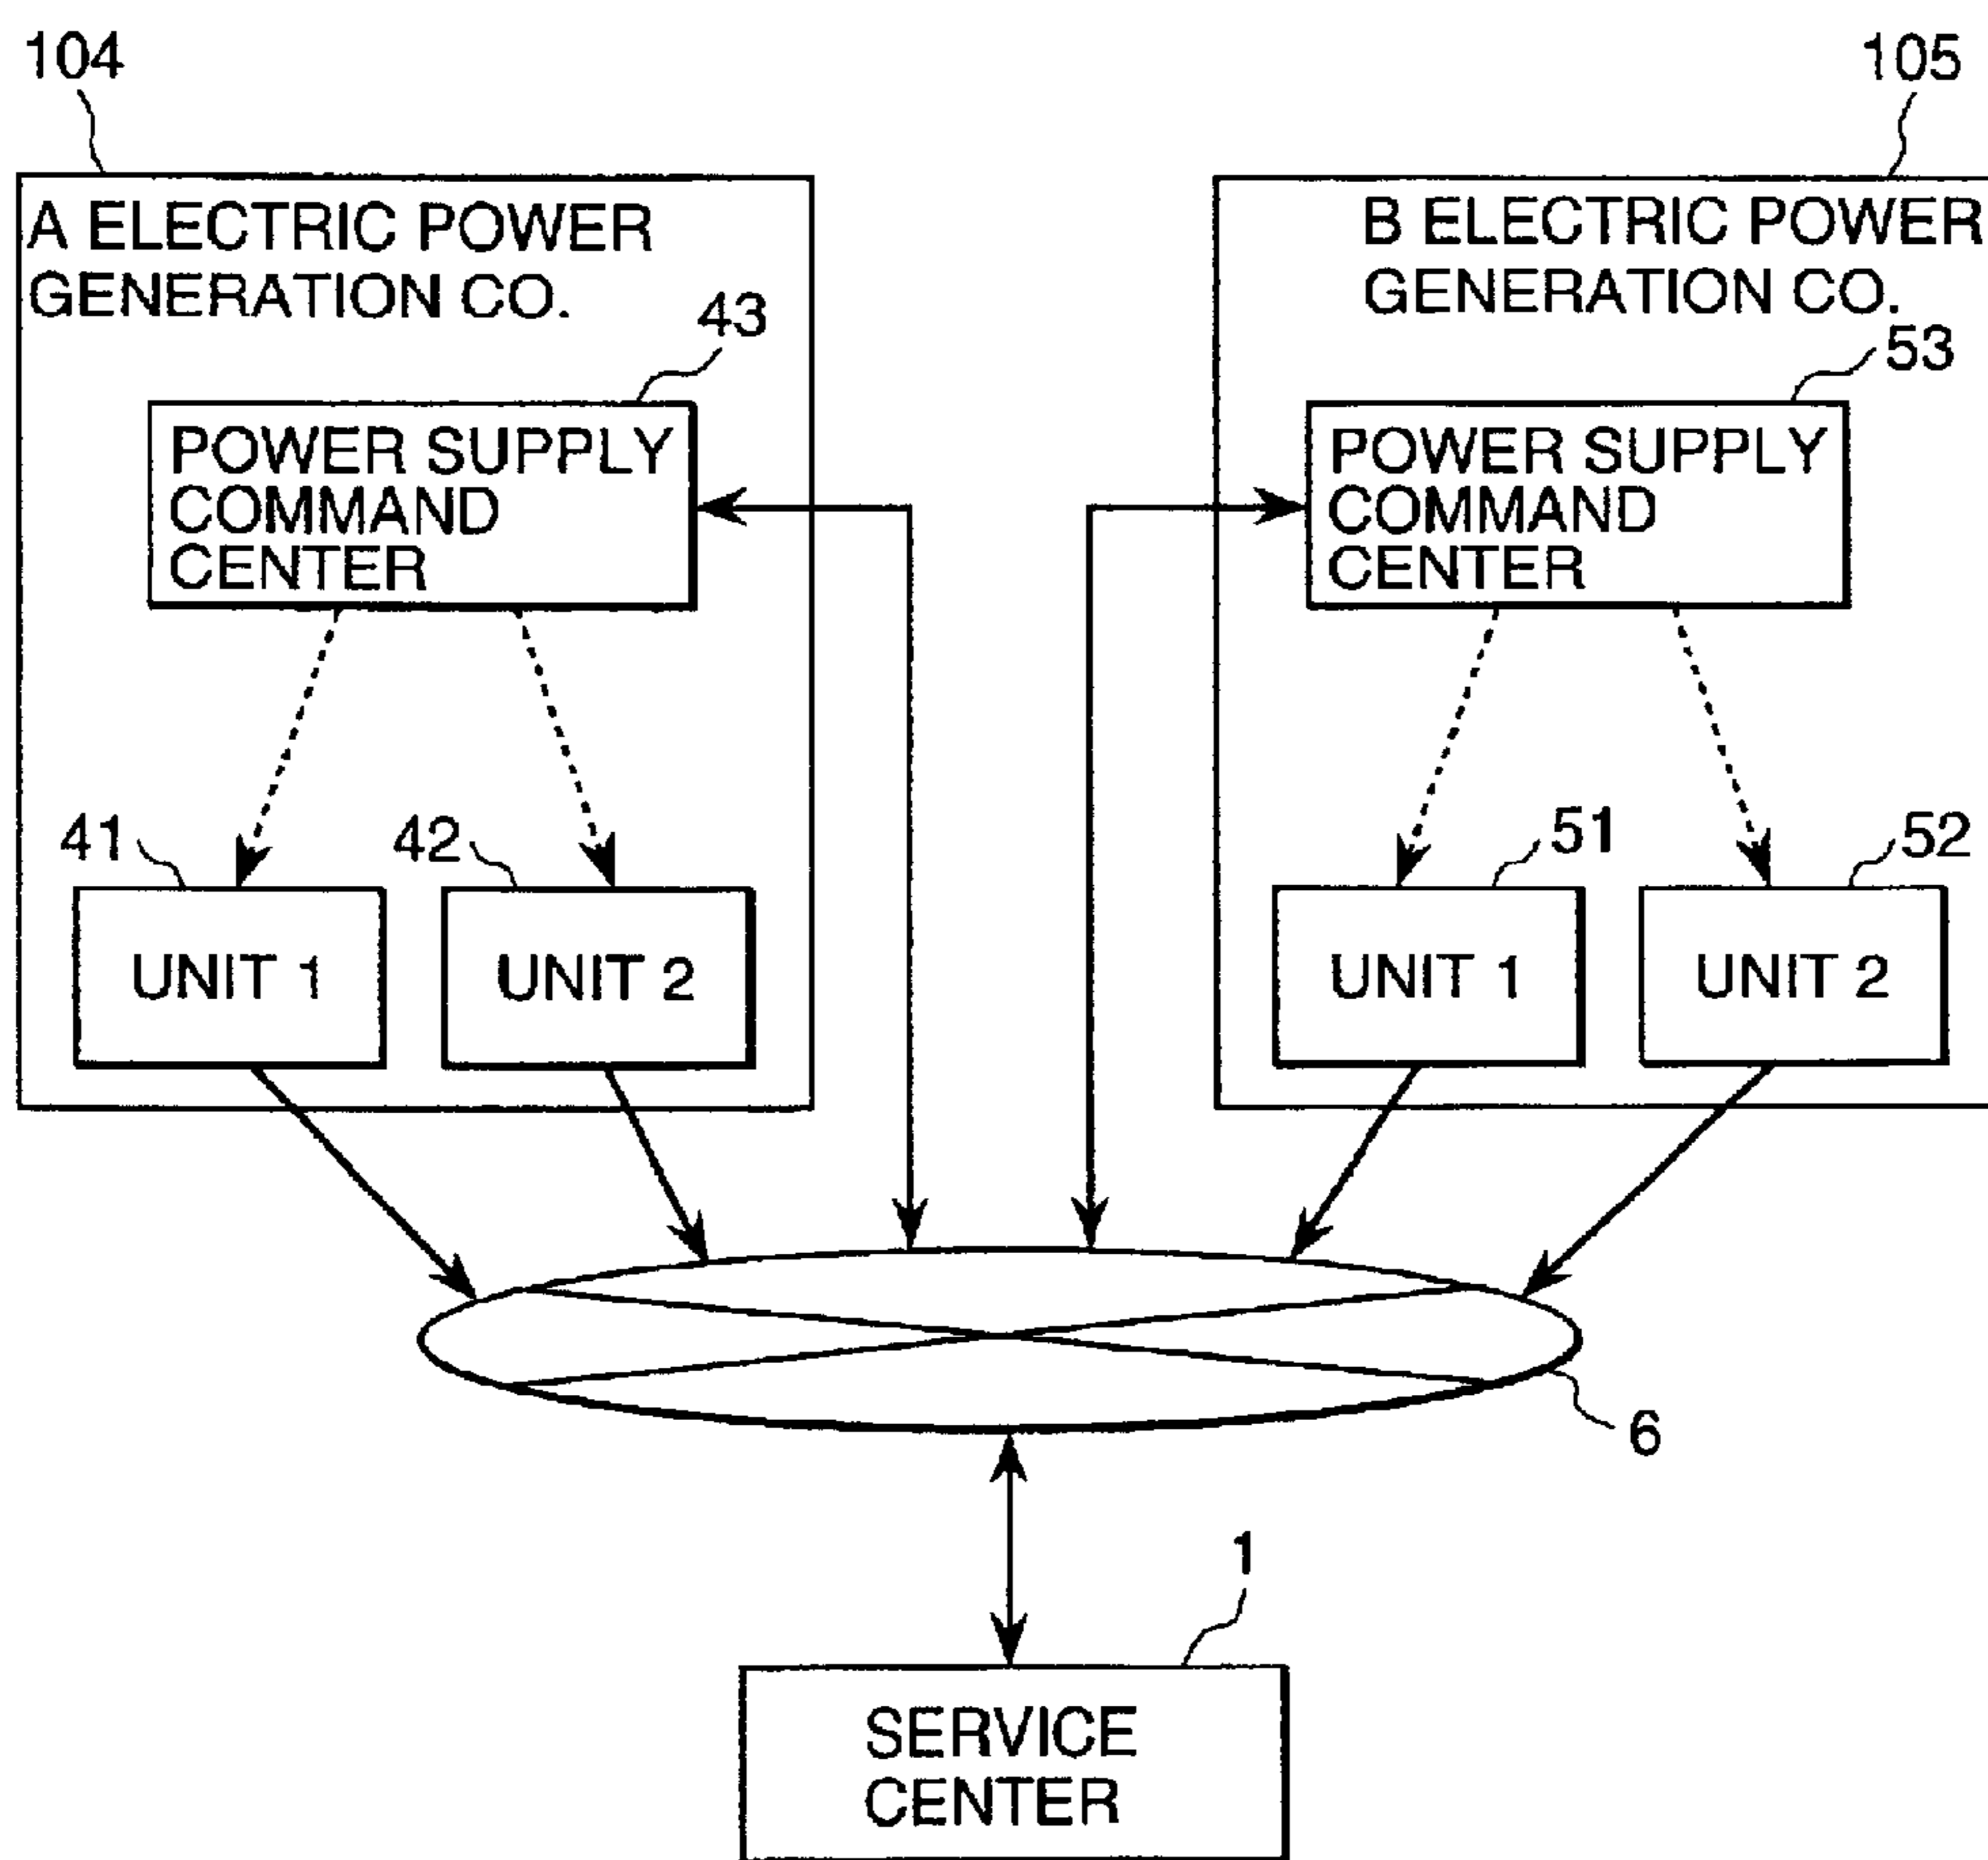 104
105
A ELECTRIC POWER
GENERATION CO.
B ELECTRIC POWER
GENERATION CO.
43
53
POWER SUPPLY
COMMAND
CENTER
POWER SUPPLY
COMMAND
CENTER
41
42
51
52
UNIT 1
UNIT 2
UNIT 1
UNIT 2
6
1
SERVICE
CENTER